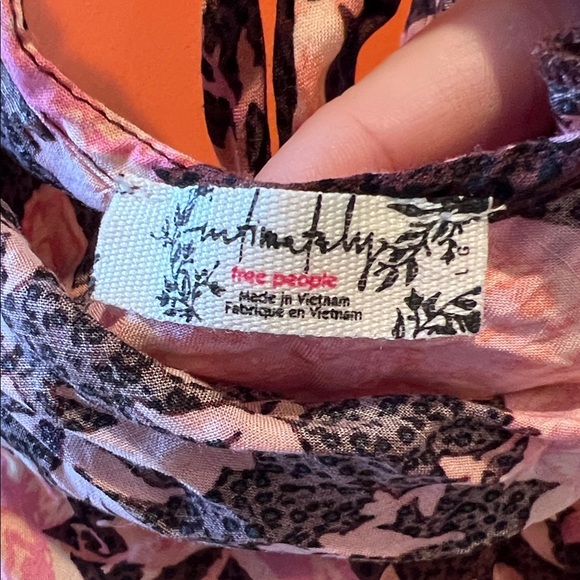 intimately
free people
Made in Vietnam
Fabriqué en Vietnam